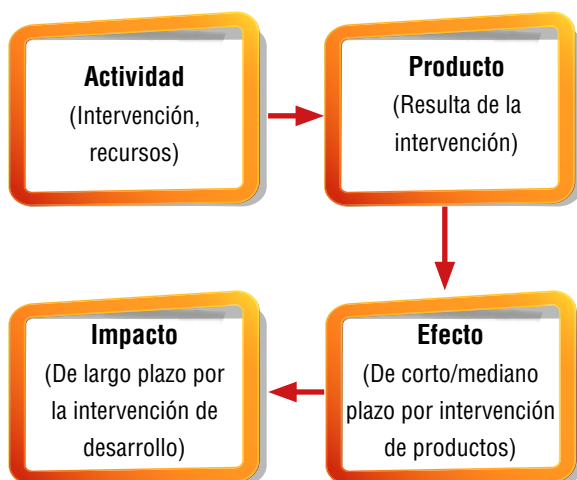 Actividad
(Intervención,
recursos)
Producto
(Resulta de la
intervención)
Efecto
(De corto/mediano
plazo por intervención
de productos)
Impacto
(De largo plazo por
la intervención de
desarrollo)